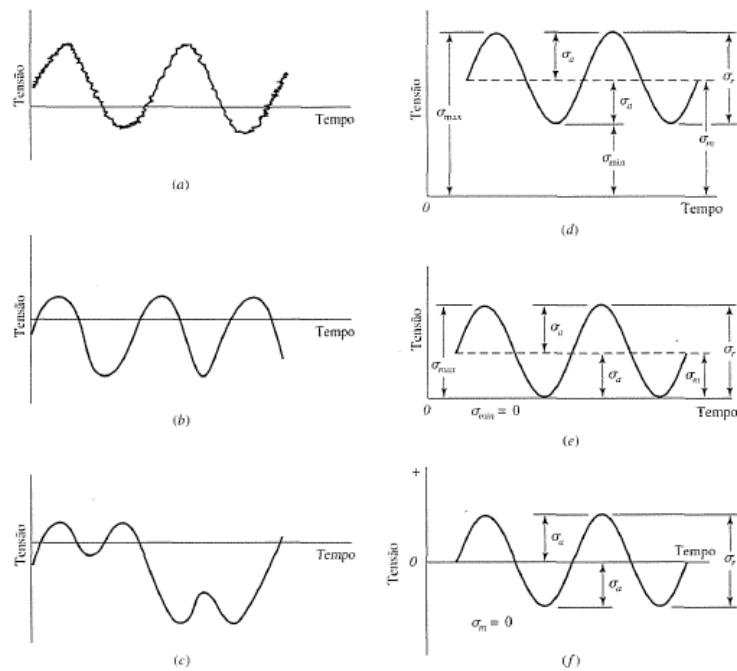 Tensão
Tempo
(a)
Tensão
Tempo
(b)
Tensão
Tempo
(c)
Tensão
σmax
σa
σa
σmin
σr
σm
0
Tempo
(d)
Tensão
σmax
σa
σa
σm
σr
0
σmin = 0
Tempo
(e)
+
Tensão
0
σa
σa
Tempo
σr
σm = 0
(f)